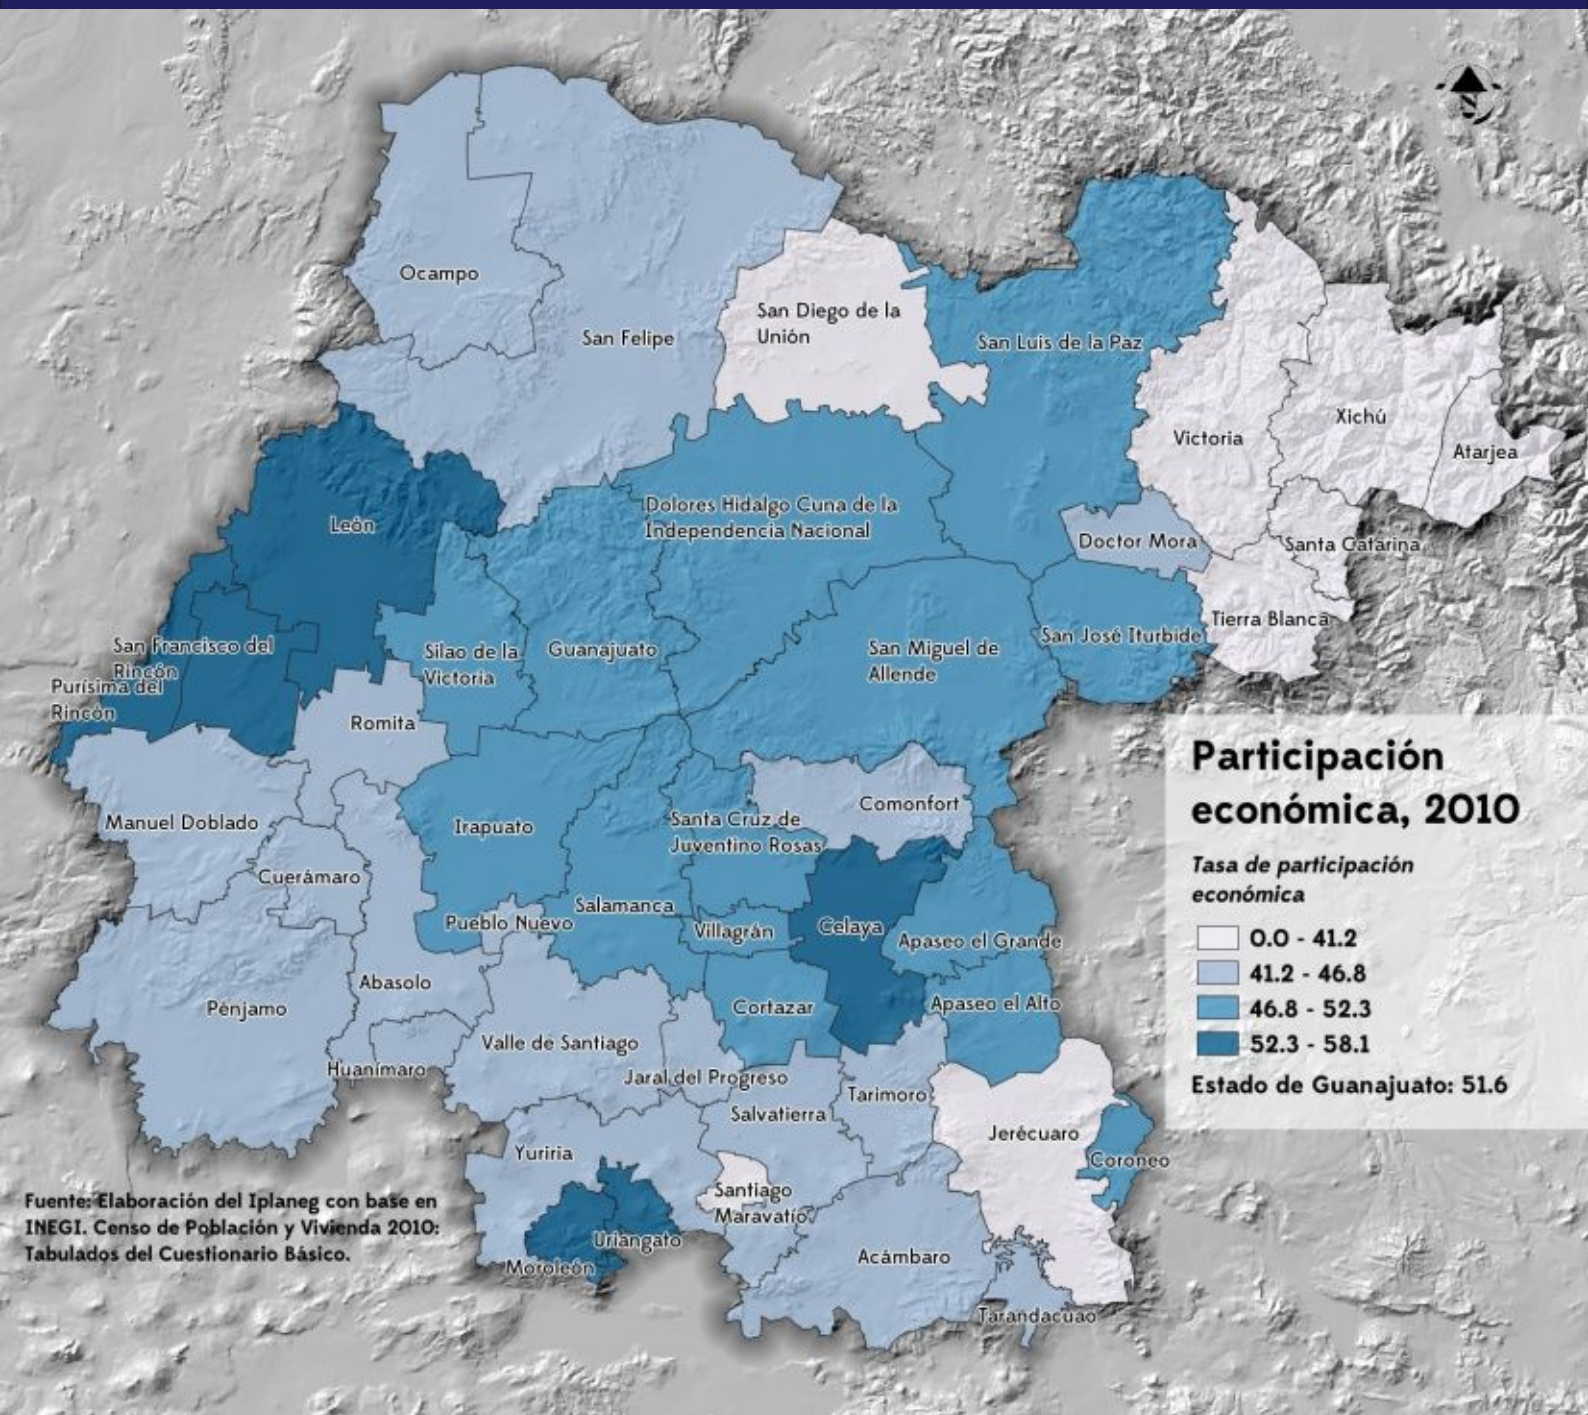 Ocampo
San Felipe
San Diego de la
Unión
San Luis de la Paz
Victoria
Xichú
Atarjea
León
Dolores Hidalgo Cuna de la
Independencia Nacional
Doctor Mora
Santa Catarina
Tierra Blanca
San José Iturbide
San Francisco del
Rincón
Purísima del
Rincón
Silao de la
Victoria
Guanajuato
San Miguel de
Allende
Romita
Manuel Doblado
Irapuato
Santa Cruz de
Juventino Rosas
Comonfort
Cuerámaro
Pueblo Nuevo
Salamanca
Villagrán
Celaya
Apaseo el Grande
Abasolo
Pénjamo
Cortazar
Apaseo el Alto
Valle de Santiago
Huanímaro
Jaral del Progreso
Tarimoro
Salvatierra
Jerécuaro
Yuriria
Coroneo
Santiago
Maravatío
Uriangato
Moroleón
Acámbaro
Tarandacuao
Participación
económica, 2010
Tasa de participación
económica
0.0 - 41.2
41.2 - 46.8
46.8 - 52.3
52.3 - 58.1
Estado de Guanajuato: 51.6
Fuente: Elaboración del Iplaneg con base en
INEGI. Censo de Población y Vivienda 2010:
Tabulados del Cuestionario Básico.